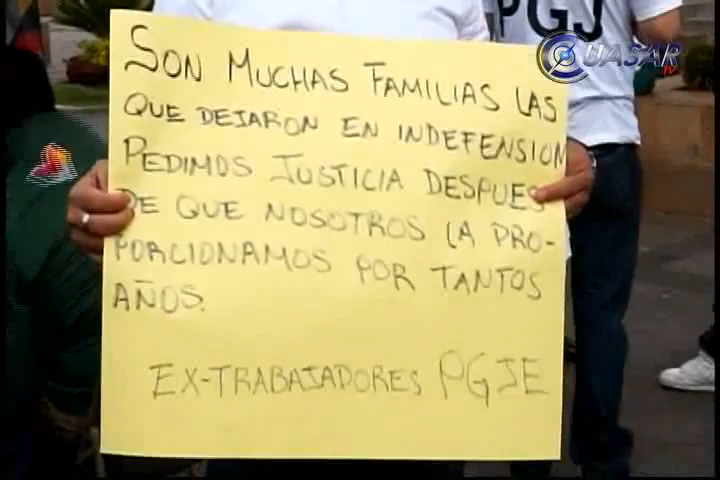 PGJ
QUASAR
TV
SON MUCHAS FAMILIAS LAS
QUE DEJARON EN INDEFENSION
PEDIMOS JUSTICIA DESPUES
DE QUE NOSOTROS LA PRO-
PORCIONAMOS POR TANTOS
AÑOS.
EX-TRABAJADORES PGJE